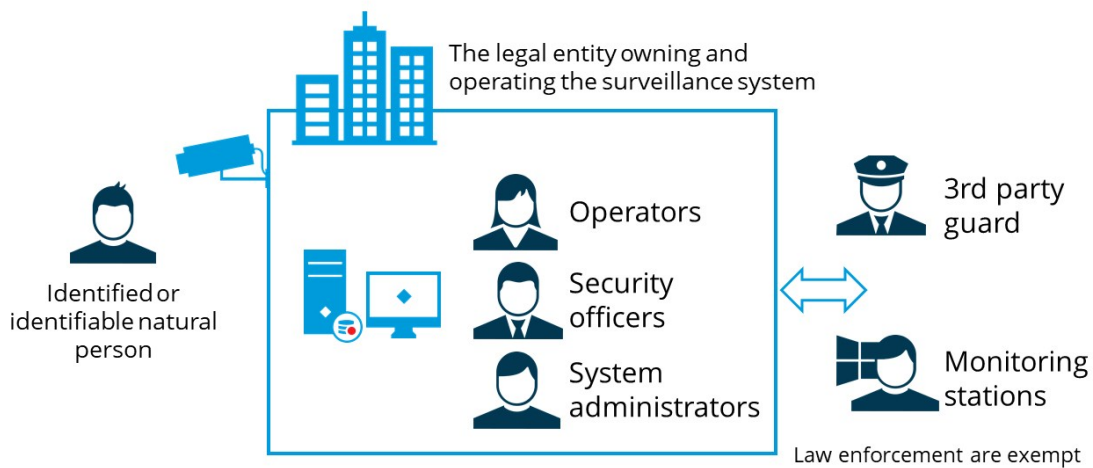 The legal entity owning and
operating the surveillance system
Identified or
identifiable natural
person
Operators
Security
officers
System
administrators
3rd party
guard
Monitoring
stations
Law enforcement are exempt